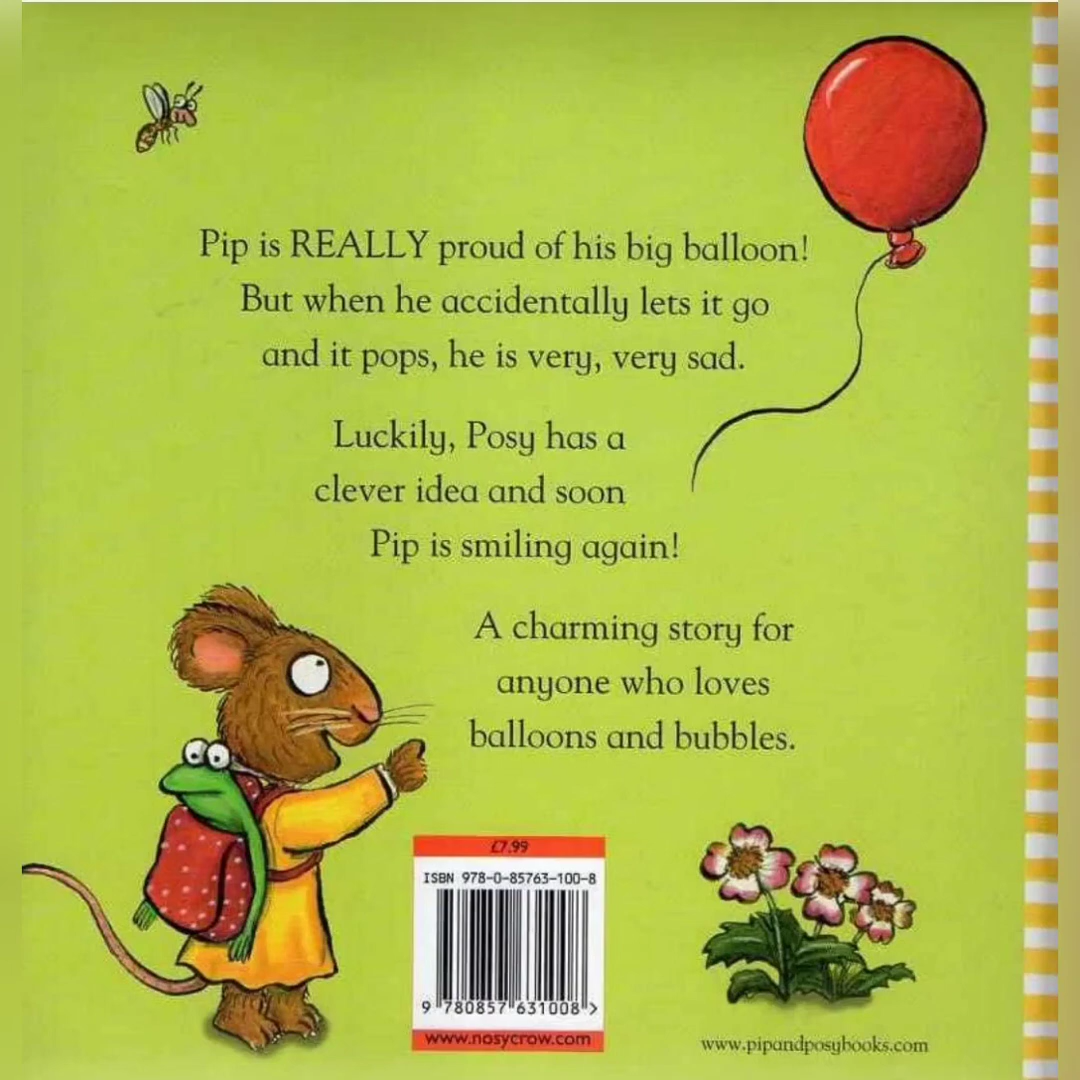 Pip is REALLY proud of his big balloon!
But when he accidentally lets it go
and it pops, he is very, very sad.
Luckily, Posy has a
clever idea and soon
Pip is smiling again!
A charming story for
anyone who loves
balloons and bubbles.
£7.99
ISBN 978-0-85763-100-8
9 780857 631008 >
www.nosycrow.com
www.pipandposybooks.com